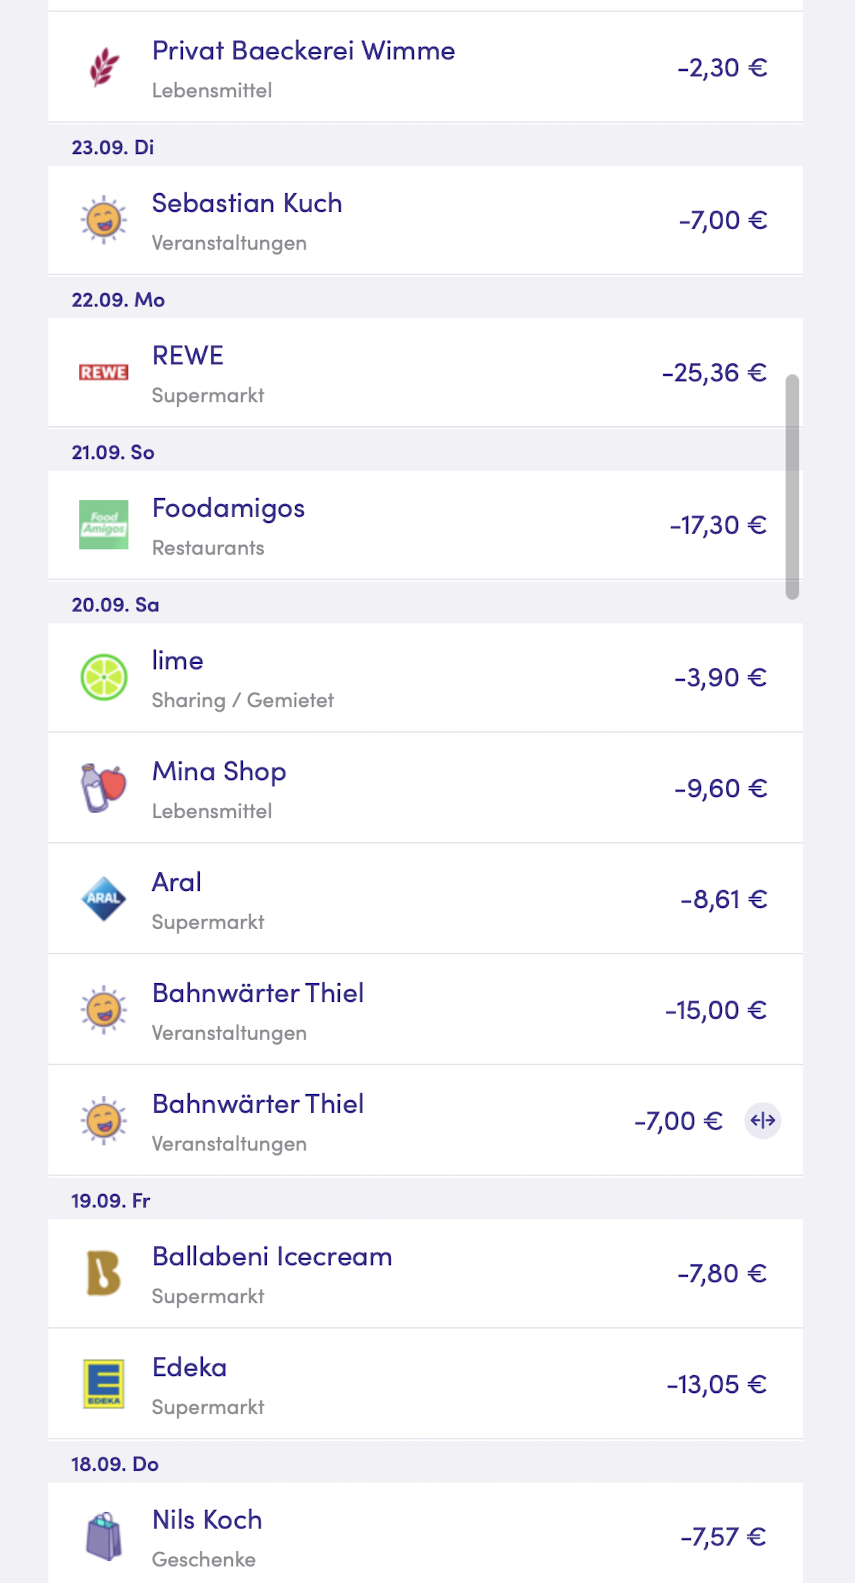 Privat Baeckerei Wimme
-2,30 €
Lebensmittel
23.09. Di
Sebastian Kuch
-7,00 €
Veranstaltungen
22.09. Mo
REWE
REWE
-25,36 €
Supermarkt
21.09. So
Food
Amigos
Foodamigos
-17,30 €
Restaurants
20.09. Sa
lime
-3,90 €
Sharing / Gemietet
Mina Shop
-9,60 €
Lebensmittel
ARAL
Aral
-8,61 €
Supermarkt
Bahnwärter Thiel
-15,00 €
Veranstaltungen
Bahnwärter Thiel
-7,00 €
Veranstaltungen
19.09. Fr
B
Ballabeni Icecream
-7,80 €
Supermarkt
E
EDEKA
Edeka
-13,05 €
Supermarkt
18.09. Do
Nils Koch
-7,57 €
Geschenke